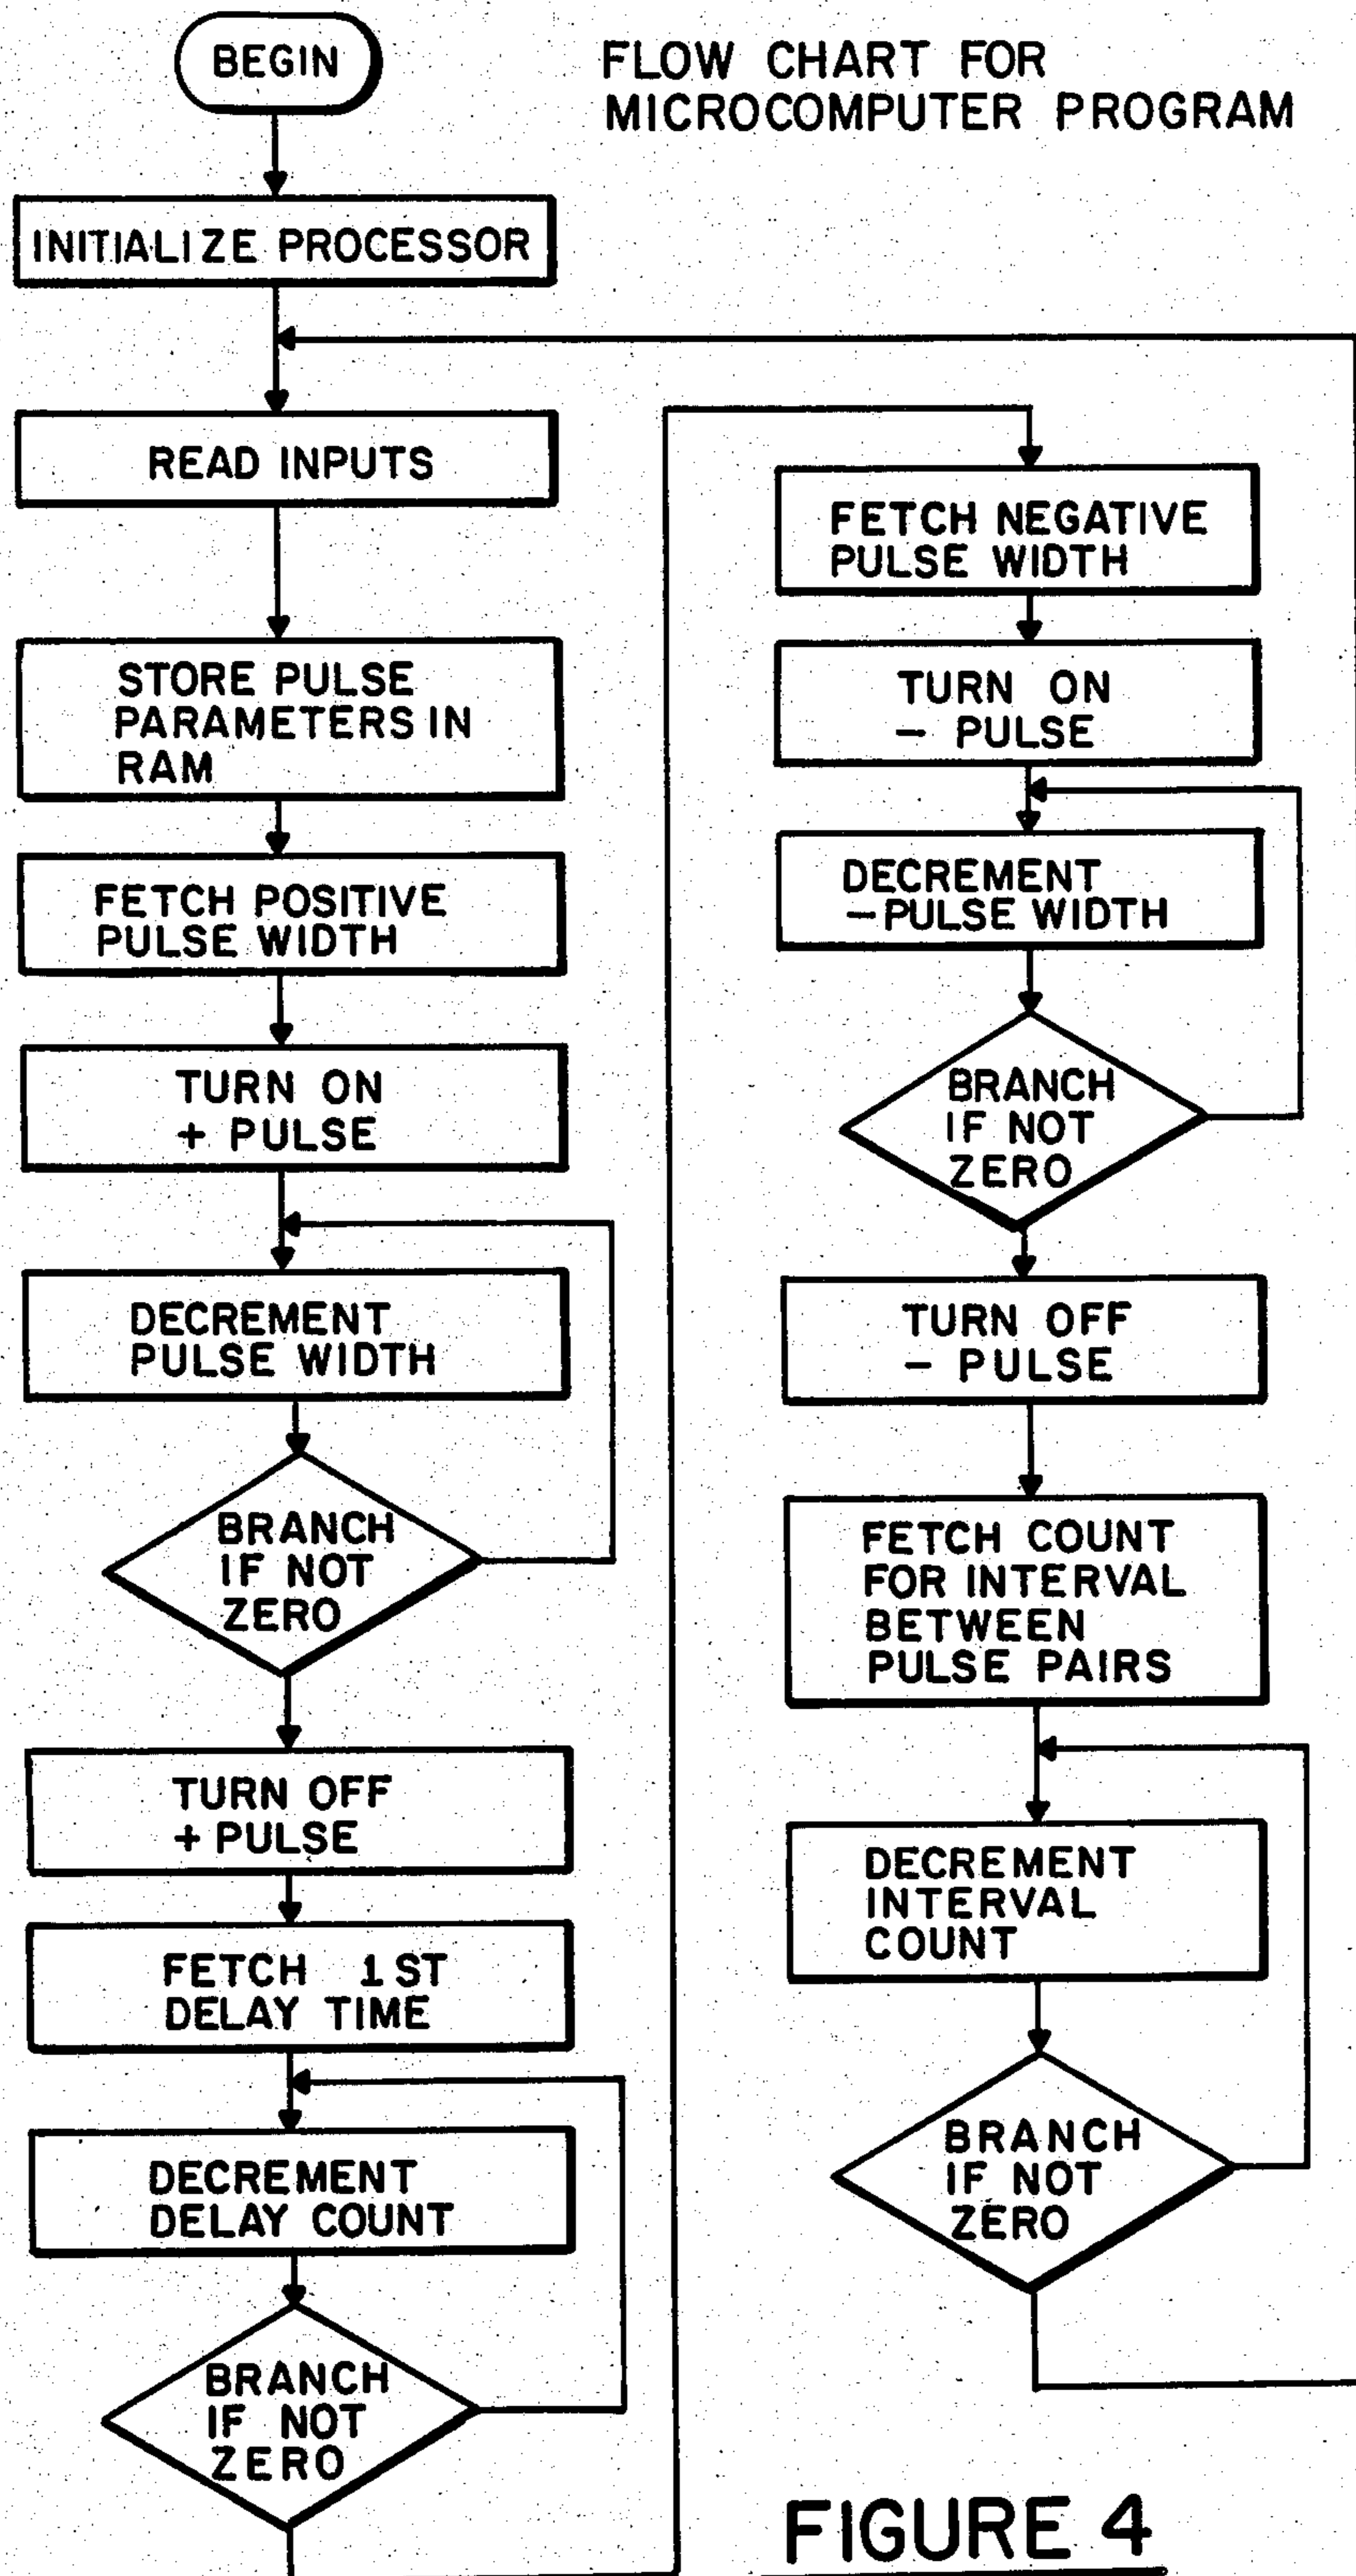 BEGIN
FLOW CHART FOR
MICROCOMPUTER PROGRAM
INITIALIZE PROCESSOR
READ INPUTS
STORE PULSE
PARAMETERS IN
RAM
FETCH POSITIVE
PULSE WIDTH
TURN ON
+ PULSE
DECREMENT
PULSE WIDTH
BRANCH
IF NOT
ZERO
TURN OFF
+ PULSE
FETCH 1ST
DELAY TIME
DECREMENT
DELAY COUNT
BRANCH
IF NOT
ZERO
FETCH NEGATIVE
PULSE WIDTH
TURN ON
– PULSE
DECREMENT
–PULSE WIDTH
BRANCH
IF NOT
ZERO
TURN OFF
– PULSE
FETCH COUNT
FOR INTERVAL
BETWEEN
PULSE PAIRS
DECREMENT
INTERVAL
COUNT
BRANCH
IF NOT
ZERO
FIGURE 4